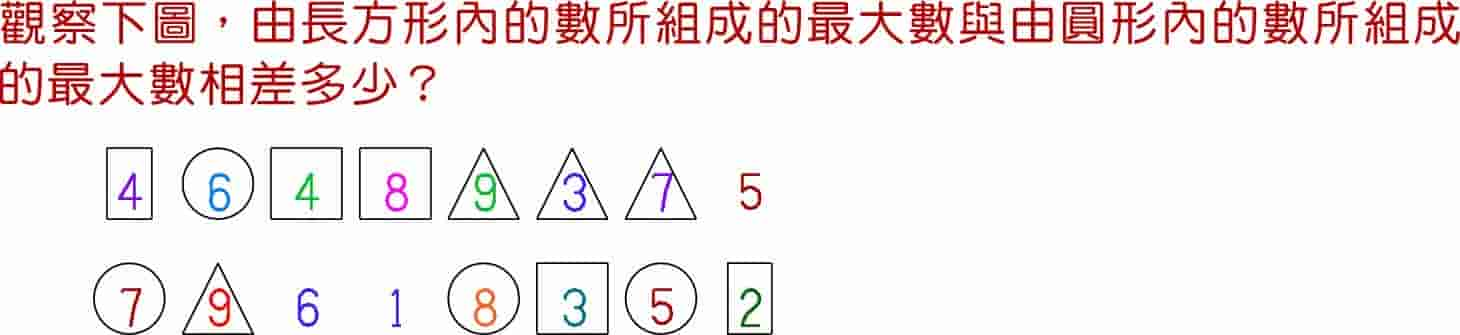 觀察下圖，由長方形內的數所組成的最大數與由圓形內的數所組成
的最大數相差多少？
4 6 4 8 9 3 7 5
7 9 6 1 8 3 5 2